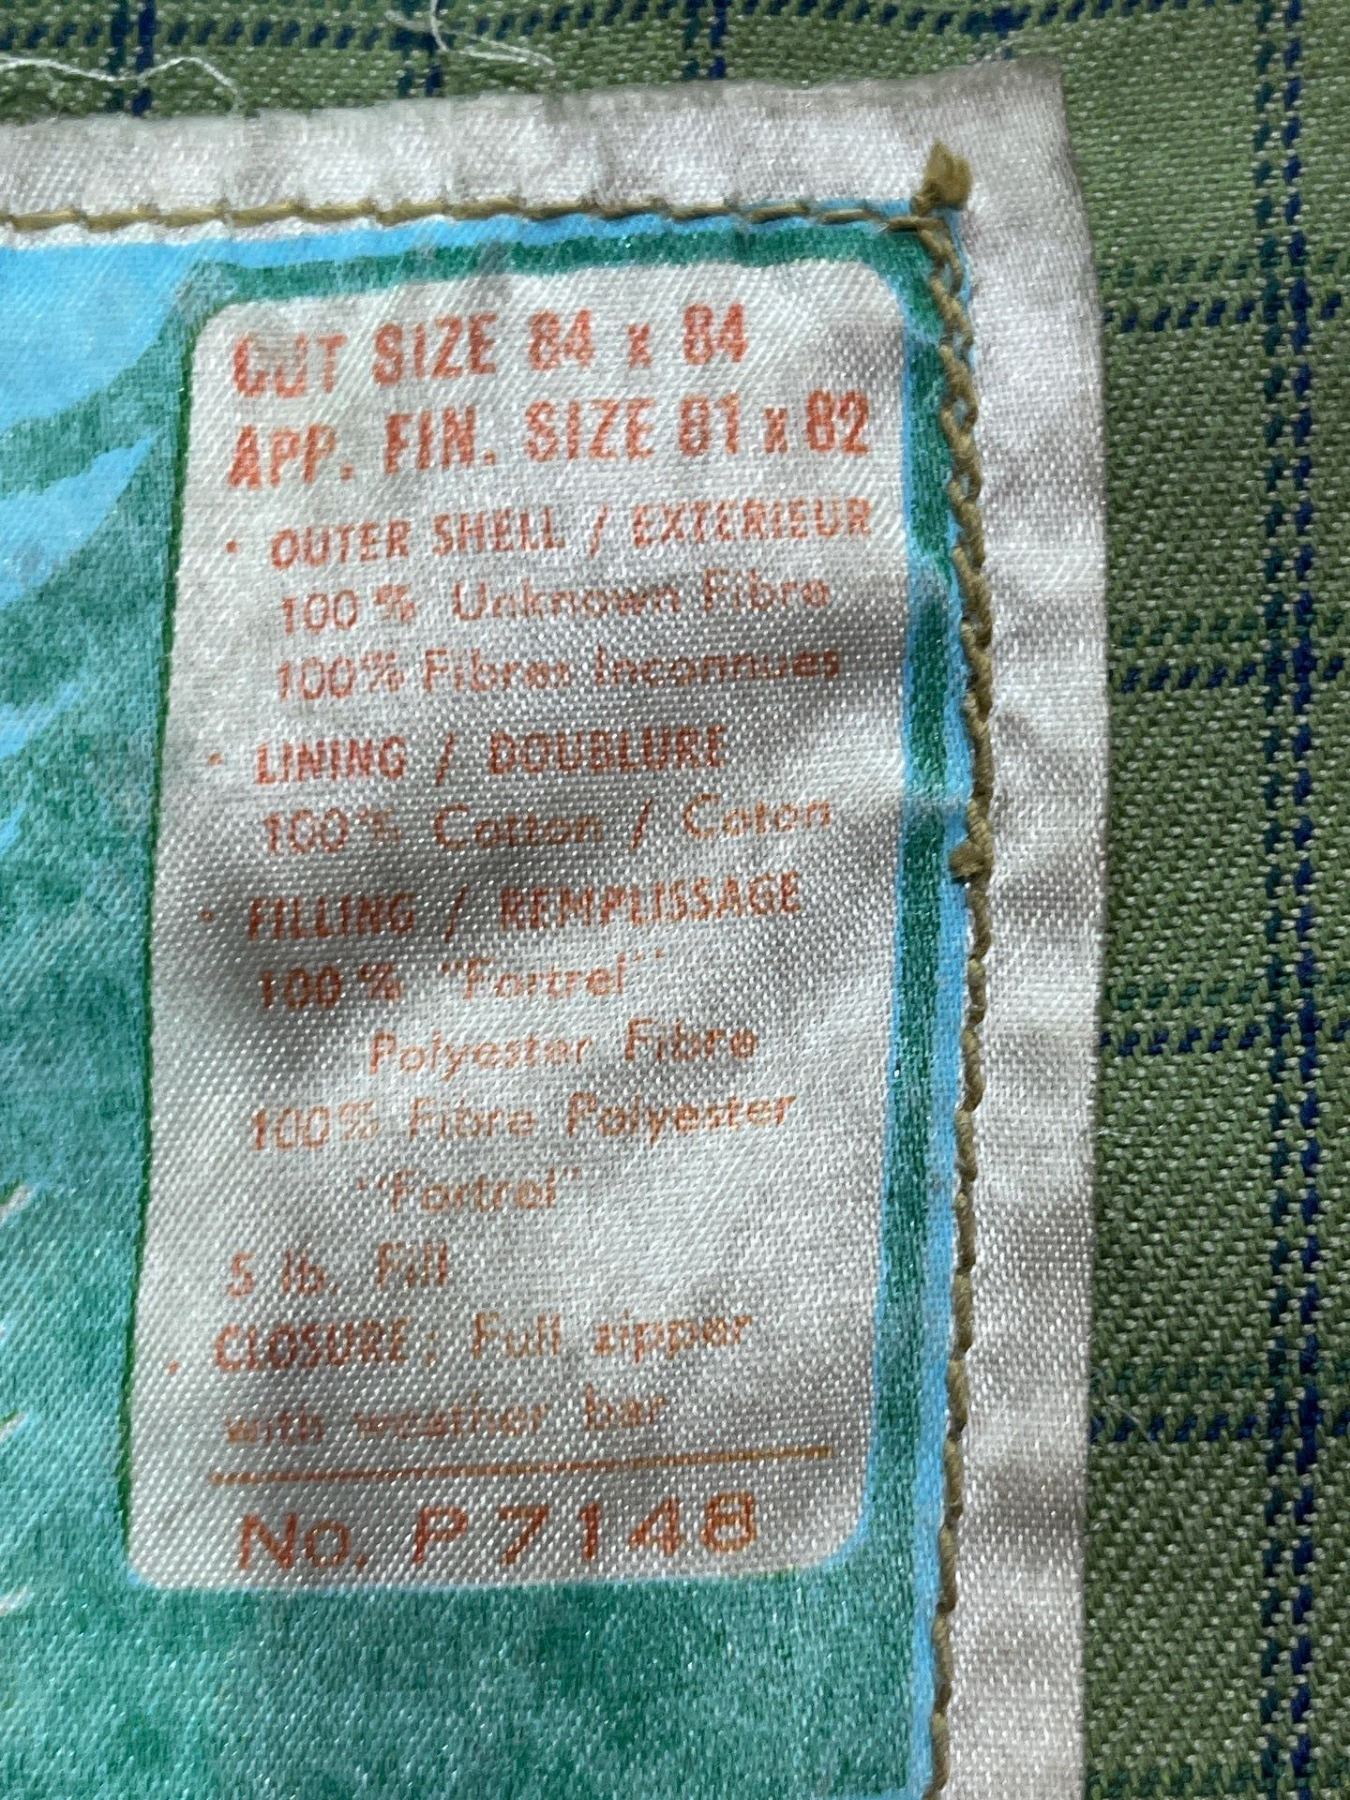 CUT SIZE 84 x 84
APP. FIN. SIZE 81 x 82
· OUTER SHELL / EXTERIEUR
100% Unknown Fibre
100% Fibres Inconnues
· LINING / DOUBLURE
100% Cotton / Coton
· FILLING / REMPLISSAGE
100% "Fortrel"
Polyester Fibre
100% Fibre Polyester
"Fortrel"
5 lb. Fill
· CLOSURE: Full zipper
with weather bar
No. P7148